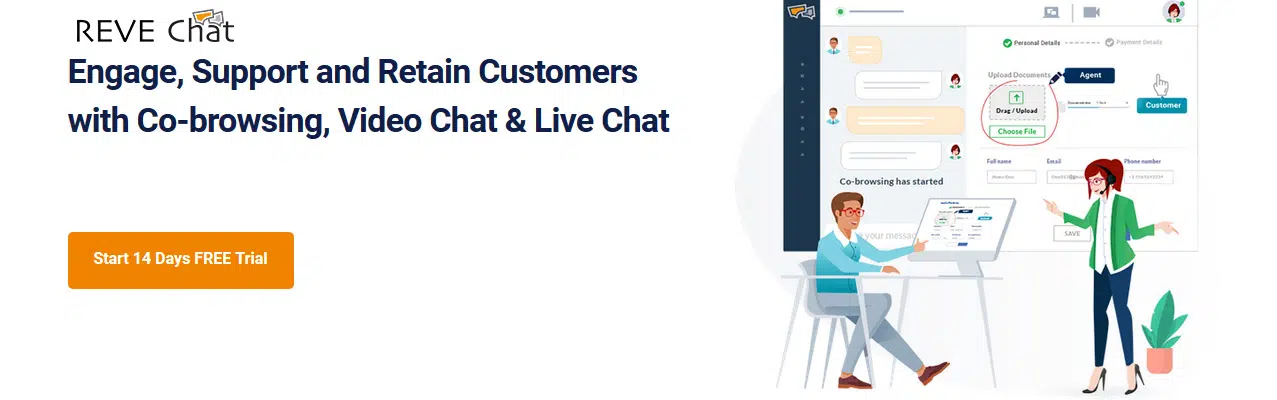 REVE Chat
Engage, Support and Retain Customers
with Co-browsing, Video Chat & Live Chat
Start 14 Days FREE Trial
Personal Details
Payment Details
Upload Documents
Agent
Drag / Upload
Customer
Choose File
Full name
Email
Phone number
Co-browsing has started
your messa
SAVE